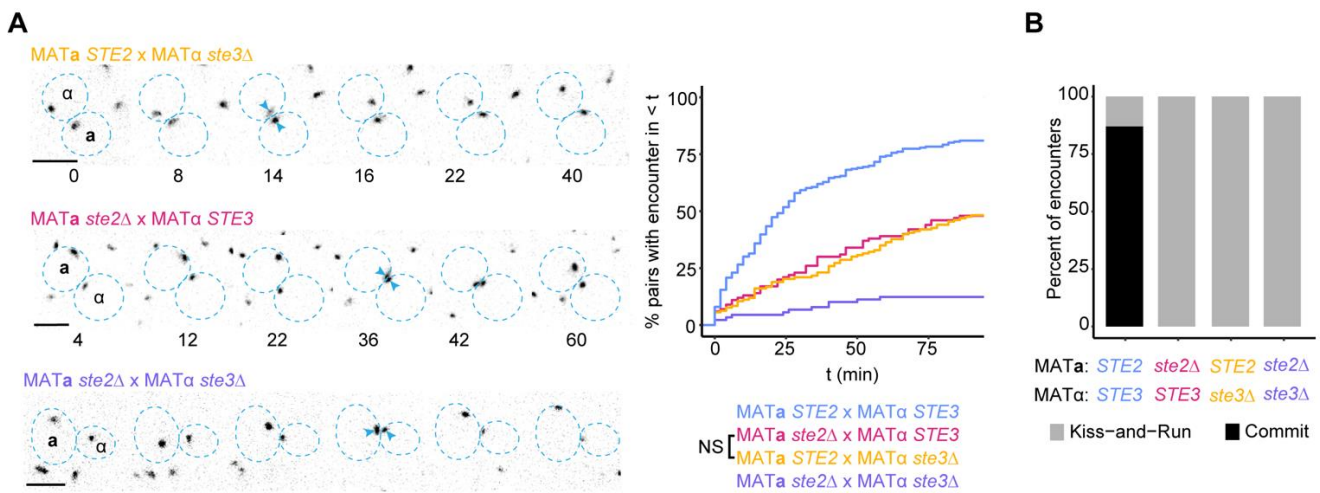 A
MATa STE2 x MATα ste3Δ
α
a
0 8 14 16 22 40
MATa ste2Δ x MATα STE3
a
α
4 12 22 36 42 60
MATa ste2Δ x MATα ste3Δ
a
α
% pairs with encounter in < t
100
75
50
25
0
0 25 50 75
t (min)
MATa STE2 x MATα STE3
NS
MATa ste2Δ x MATα STE3
MATa STE2 x MATα ste3Δ
MATa ste2Δ x MATα ste3Δ
B
Percent of encounters
100
75
50
25
0
MATa: STE2 ste2Δ STE2 ste2Δ
MATα: STE3 STE3 ste3Δ ste3Δ
Kiss−and−Run Commit